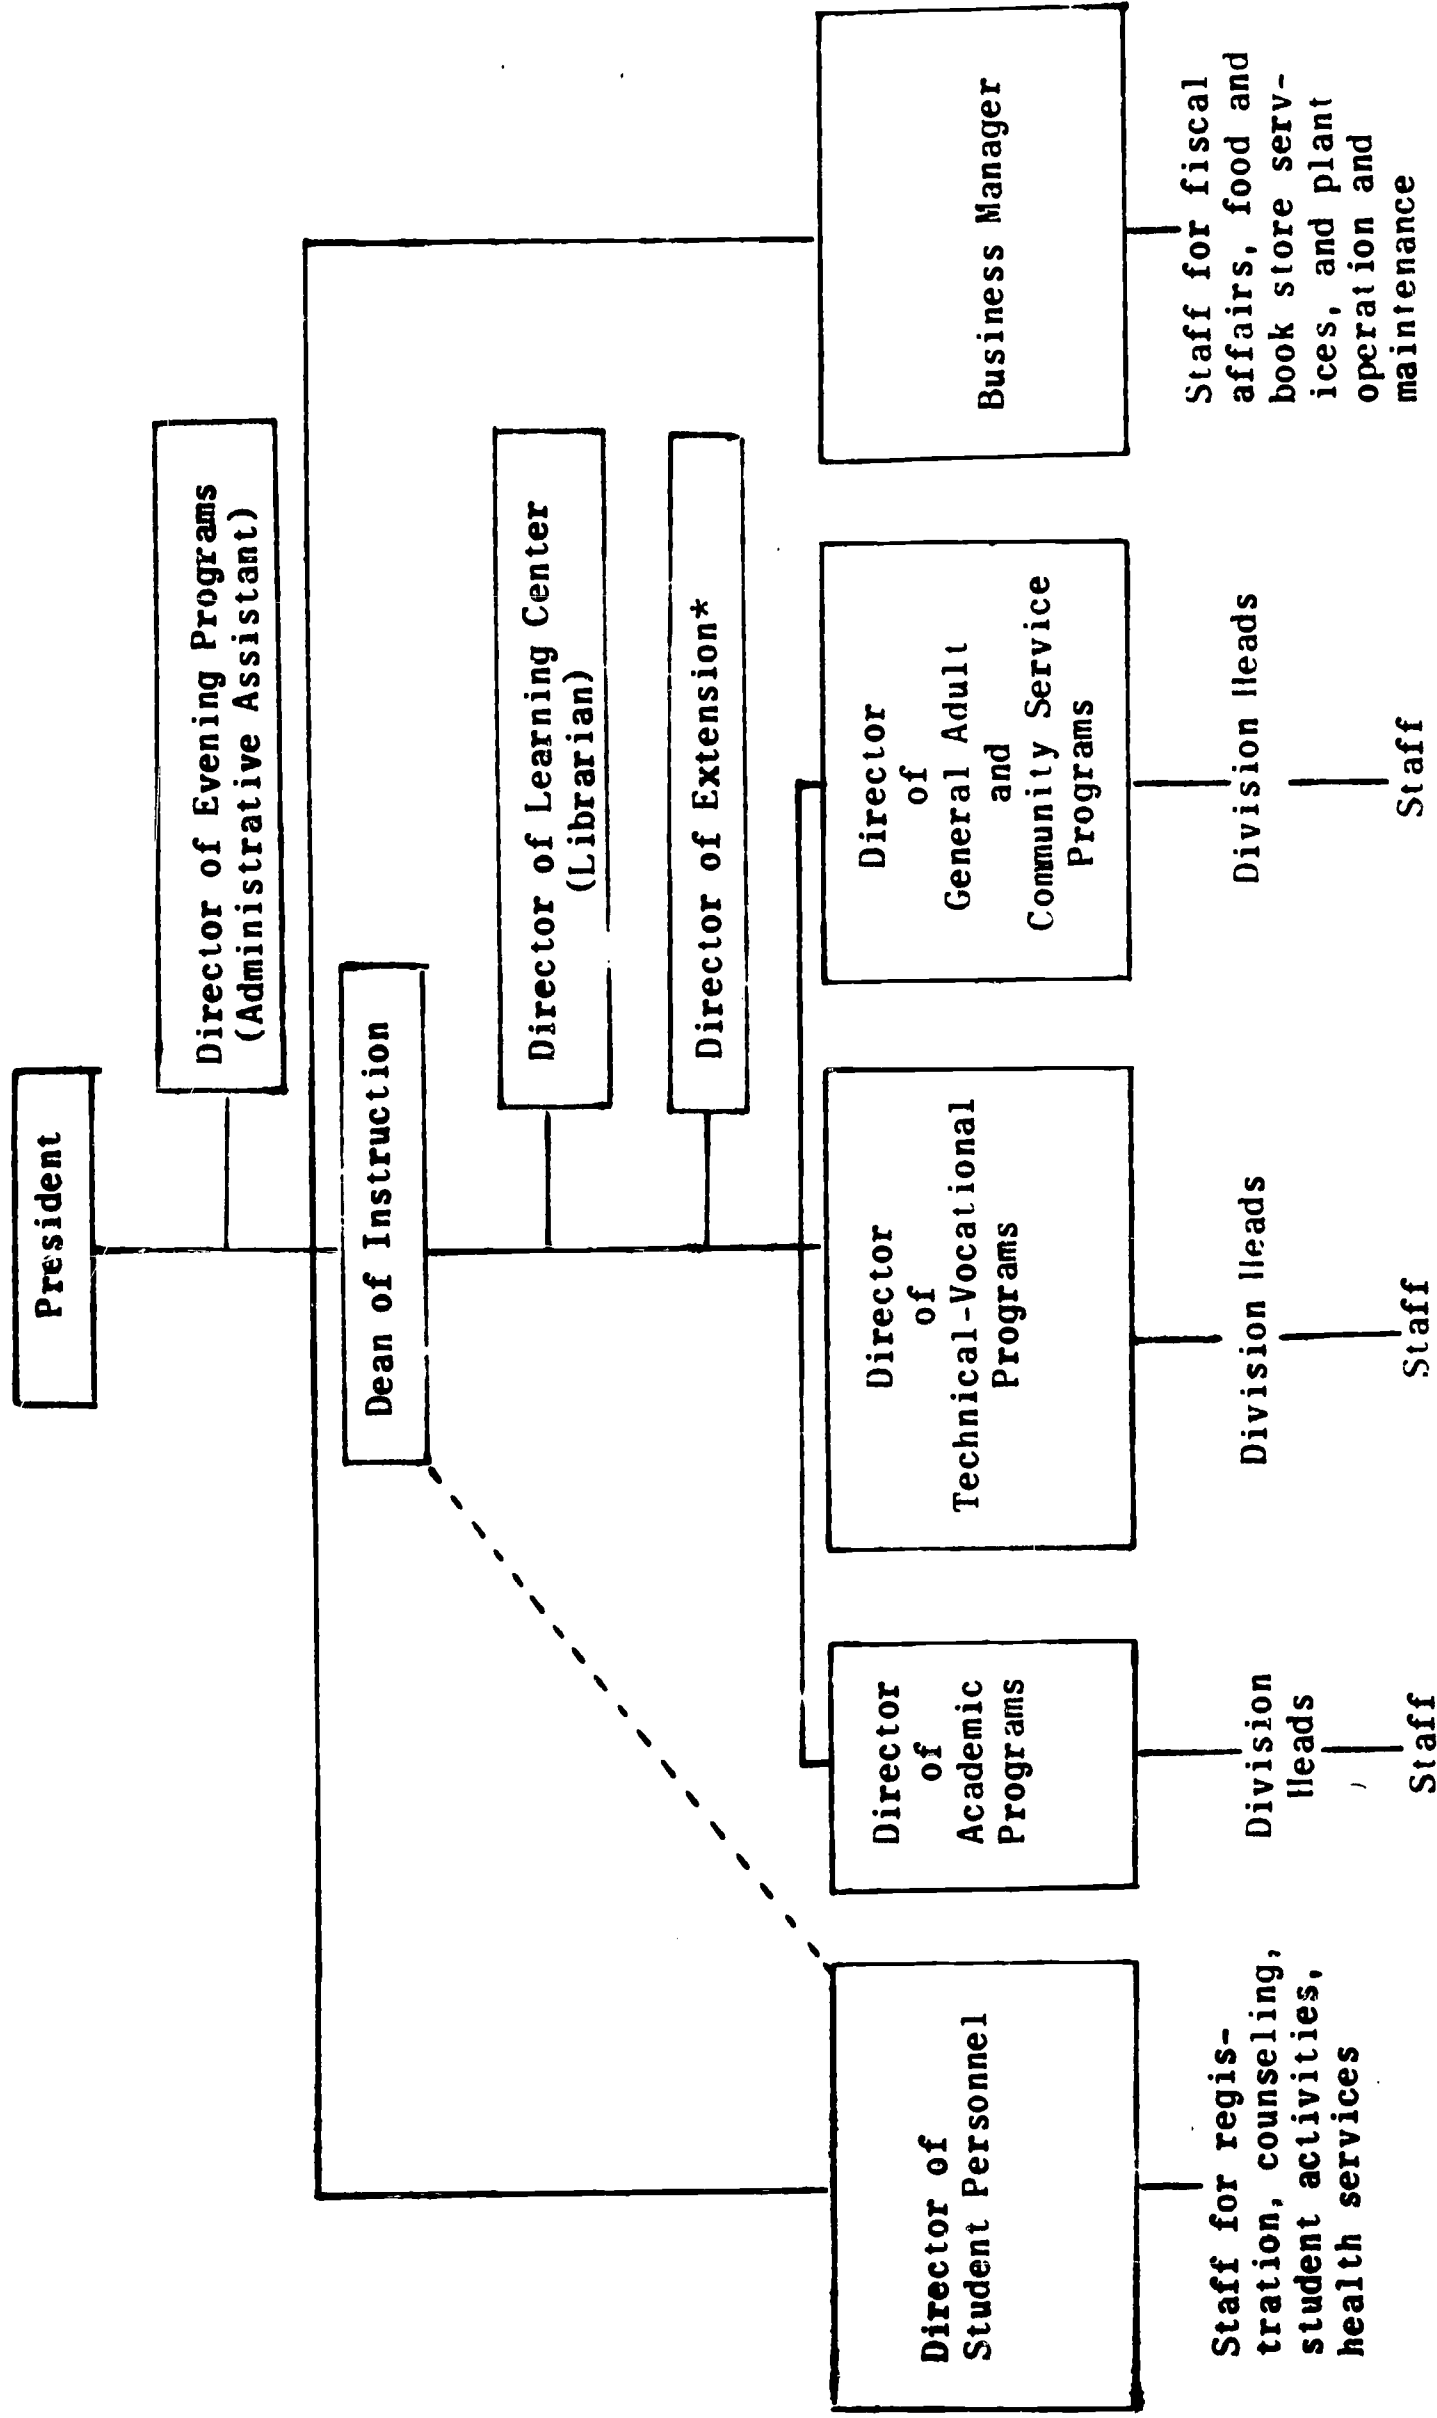 President
Director of Evening Programs
(Administrative Assistant)
Dean of Instruction
Director of Learning Center
(Librarian)
Director of Extension*
Director of
Student Personnel
Director
of
Academic
Programs
Director
of
Technical-Vocational
Programs
Director
of
General Adult
and
Community Service
Programs
Business Manager
Staff for regis-
tration, counseling,
student activities,
health services
Division
Heads
Staff
Division Heads
Staff
Division Heads
Staff
Staff for fiscal
affairs, food and
book store serv-
ices, and plant
operation and
maintenance